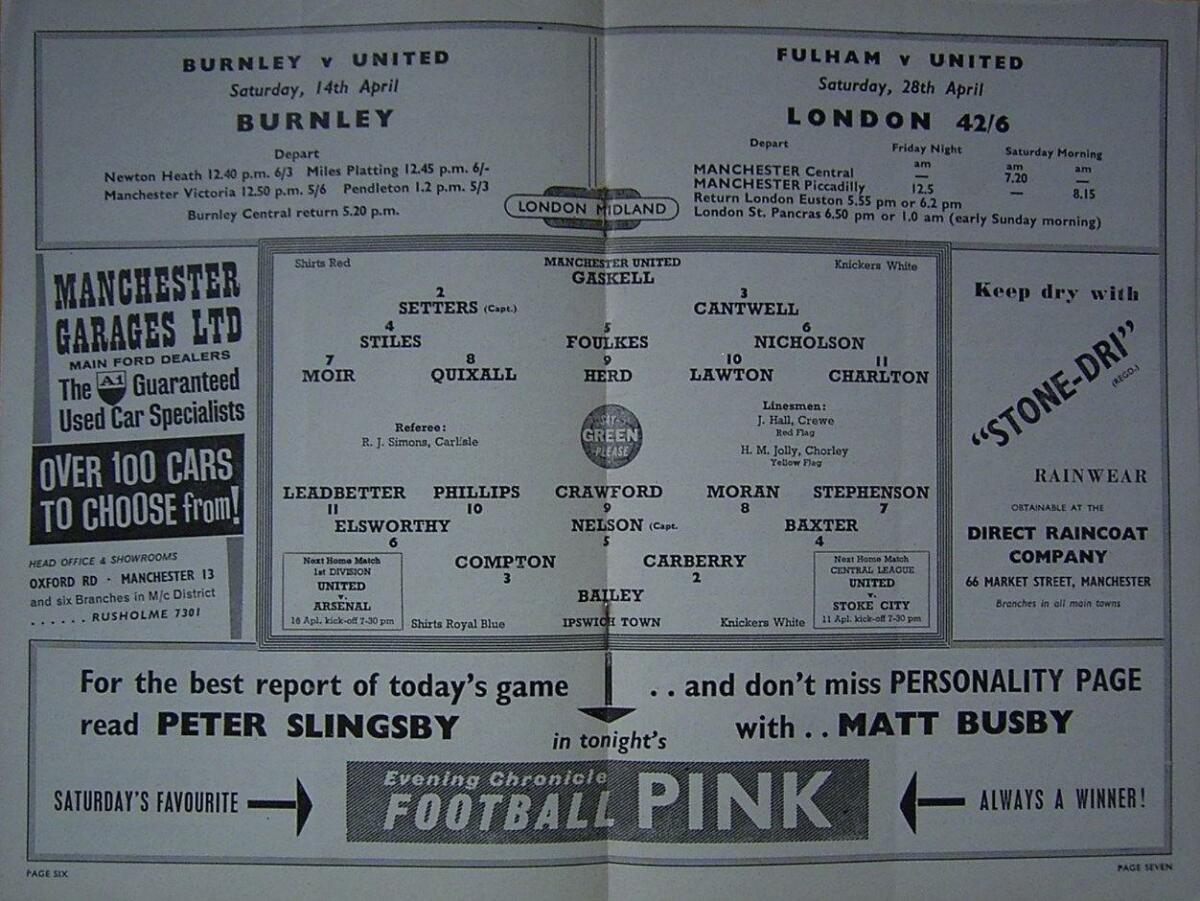 BURNLEY v UNITED
Saturday, 14th April
BURNLEY
Depart
Newton Heath 12.40 p.m. 6/3 Miles Platting 12.45 p.m. 6/-
Manchester Victoria 12.50 p.m. 5/6 Pendleton 1.2 p.m. 5/3
Burnley Central return 5.20 p.m.
FULHAM v UNITED
Saturday, 28th April
LONDON 42/6
Depart Friday Night Saturday Morning
am am am
MANCHESTER Central — 7.20 —
MANCHESTER Piccadilly 12.5 — 8.15
Return London Euston 5.55 pm or 6.2 pm
London St. Pancras 6.50 pm or 1.0 am (early Sunday morning)
LONDON MIDLAND
MANCHESTER
GARAGES LTD
MAIN FORD DEALERS
The A1 Guaranteed
Used Car Specialists
OVER 100 CARS
TO CHOOSE from!
HEAD OFFICE & SHOWROOMS
OXFORD RD - MANCHESTER 13
and six Branches in M/c District
...... RUSHOLME 7301
Shirts Red MANCHESTER UNITED Knickers White
GASKELL
2 3
SETTERS (Capt.) CANTWELL
4 5 6
STILES FOULKES NICHOLSON
7 8 9 10 11
MOIR QUIXALL HERD LAWTON CHARLTON
Referee:
R. J. Simons, Carlisle
SAY
GREEN
PLEASE
Linesmen:
J. Hall, Crewe
Red Flag
H. M. Jolly, Chorley
Yellow Flag
LEADBETTER PHILLIPS CRAWFORD MORAN STEPHENSON
11 10 9 8 7
ELSWORTHY NELSON (Capt. BAXTER
6 5 4
COMPTON CARBERRY
3 2
BAILEY
Shirts Royal Blue IPSWICH TOWN Knickers White
Next Home Match
1st DIVISION
UNITED
v.
ARSENAL
16 Apl. kick-off 7-30 pm
Next Home Match
CENTRAL LEAGUE
UNITED
v.
STOKE CITY
11 Apl. kick-off 7-30 pm
Keep dry with
"STONE-DRI"
(REGD.)
RAINWEAR
OBTAINABLE AT THE
DIRECT RAINCOAT
COMPANY
66 MARKET STREET, MANCHESTER
Branches in all main towns
For the best report of today's game
read PETER SLINGSBY
. . and don't miss PERSONALITY PAGE
with . . MATT BUSBY
in tonight's
SATURDAY'S FAVOURITE
Evening Chronicle
FOOTBALL PINK
ALWAYS A WINNER!
PAGE SIX
PAGE SEVEN